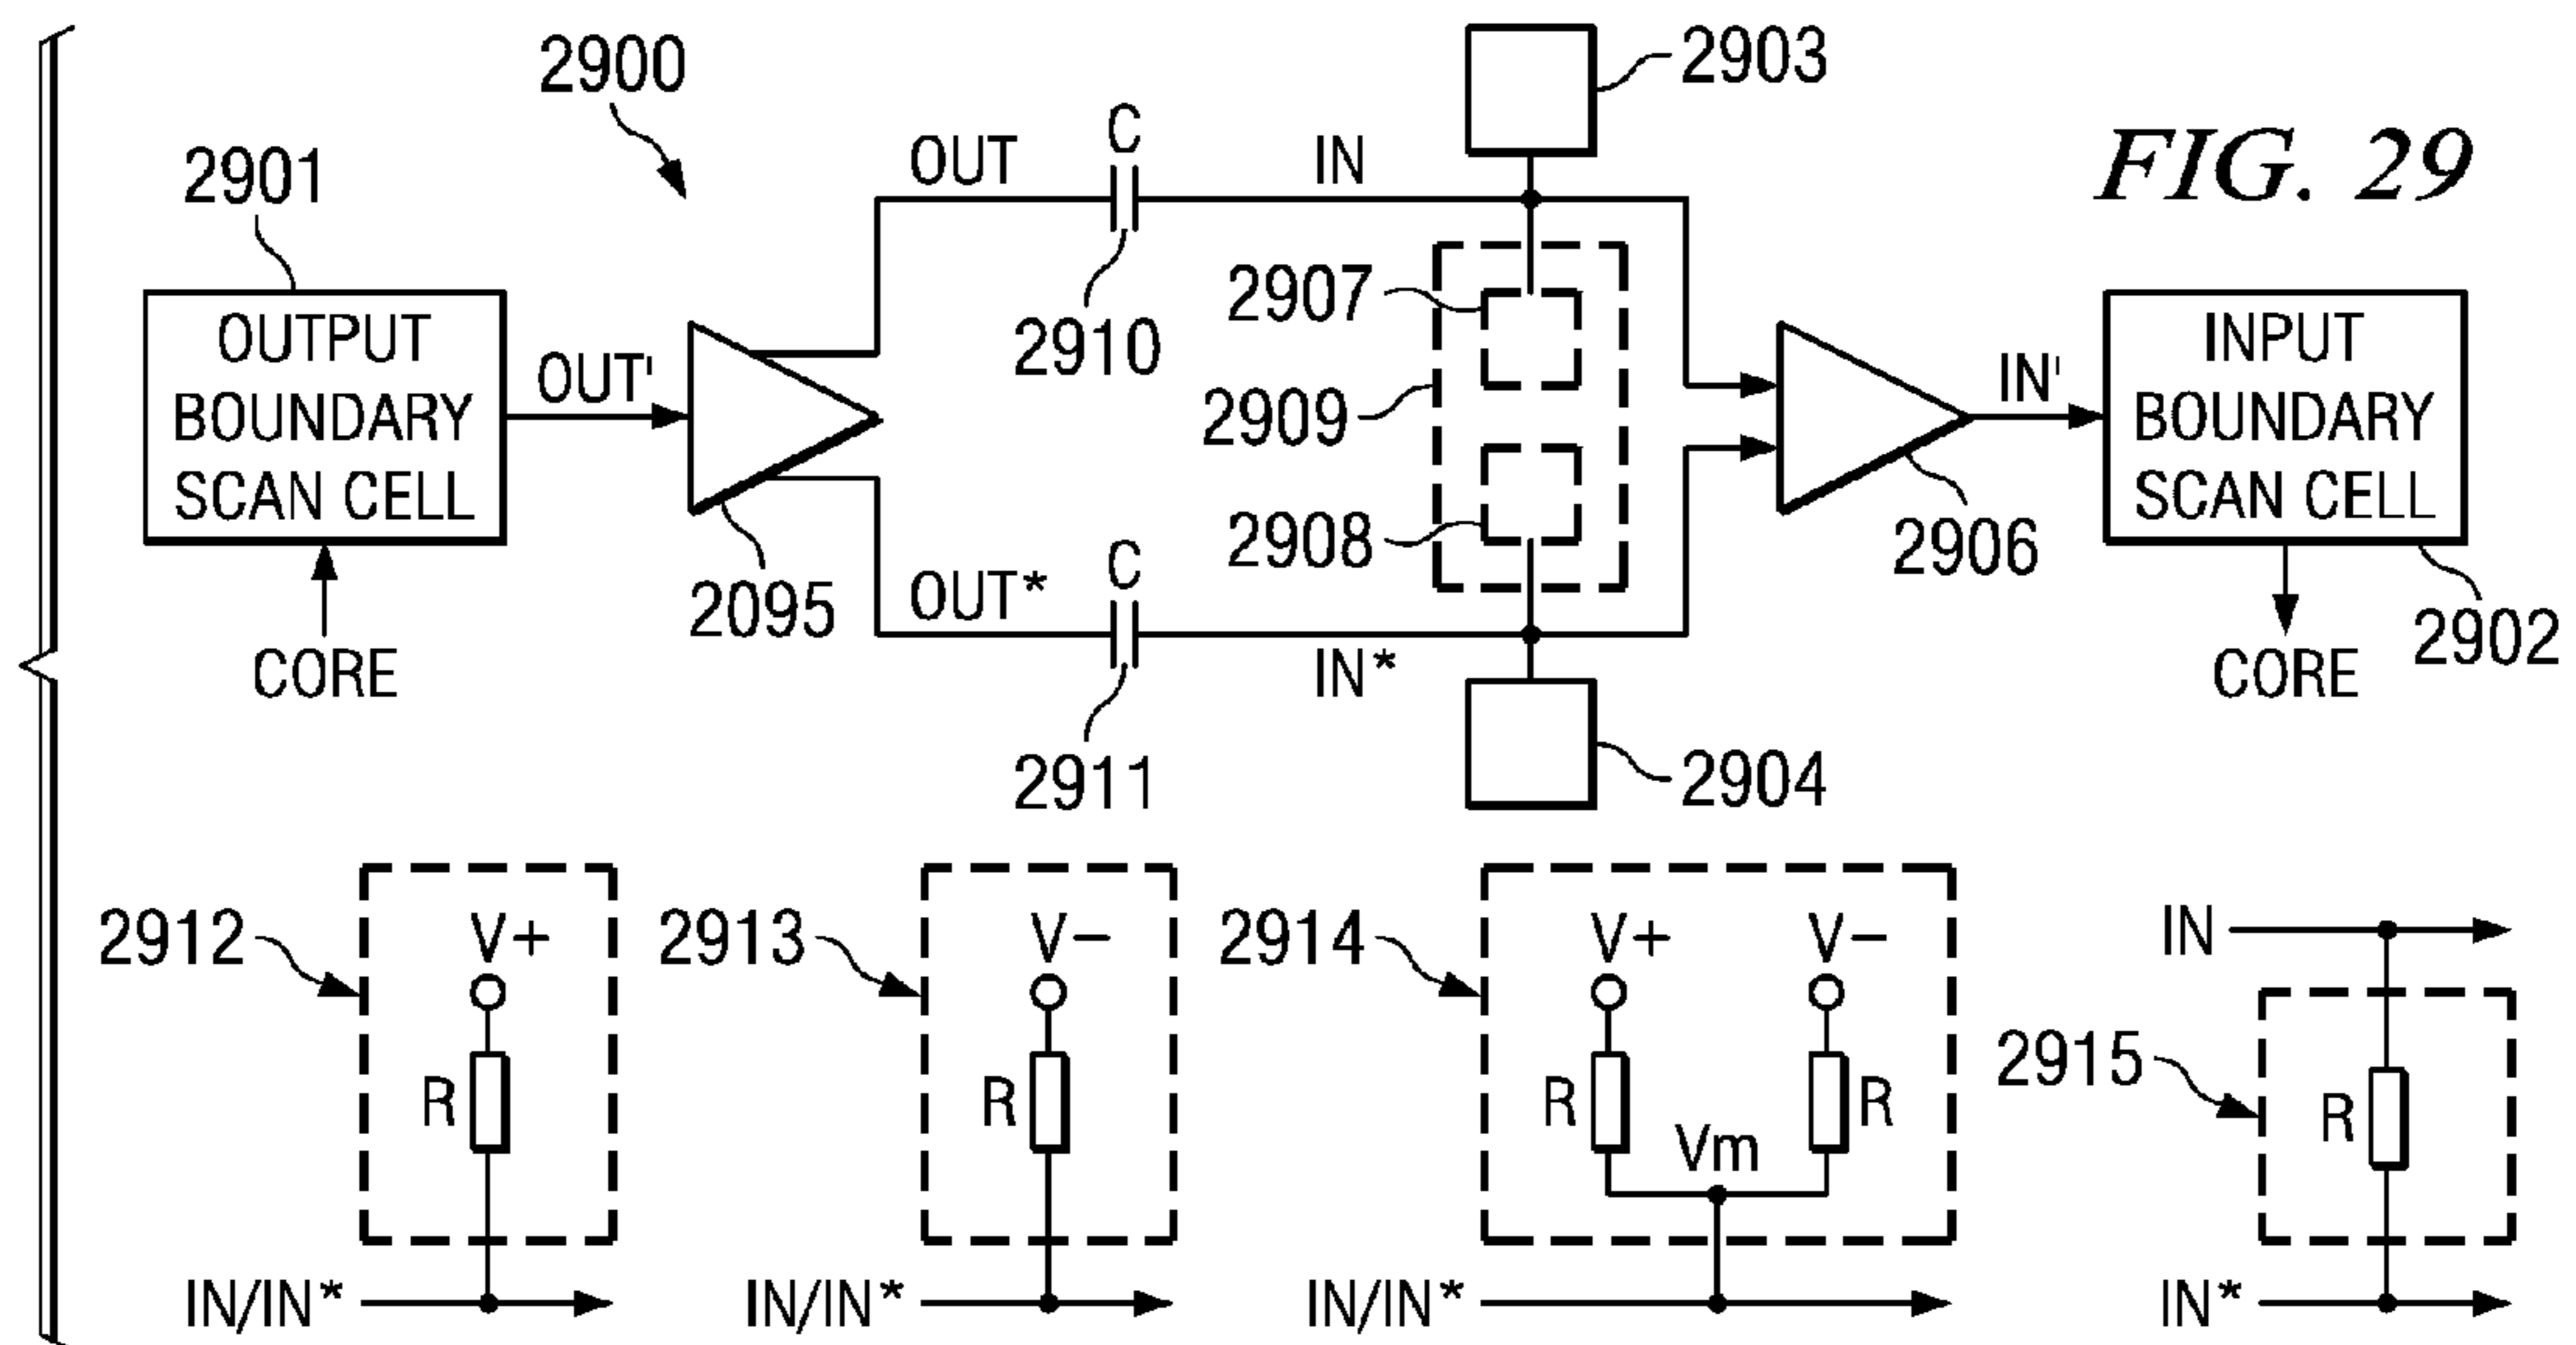 FIG. 29
2900
2901
OUTPUT
BOUNDARY
SCAN CELL
CORE
OUT'
2095
OUT
C
2910
IN
2903
2907
2909
2908
OUT*
C
2911
IN*
2904
2906
IN'
INPUT
BOUNDARY
SCAN CELL
2902
CORE
2912
V+
R
IN/IN*
2913
V−
R
IN/IN*
2914
V+
V−
R
R
Vm
IN/IN*
2915
IN
R
IN*